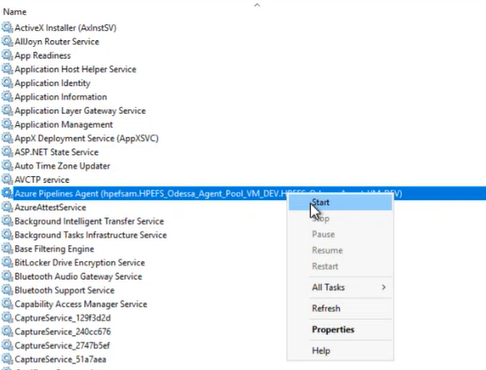 Name
ActiveX Installer (AxInstSV)
AllJoyn Router Service
App Readiness
Application Host Helper Service
Application Identity
Application Information
Application Layer Gateway Service
Application Management
AppX Deployment Service (AppXSVC)
ASP.NET State Service
Auto Time Zone Updater
AVCTP service
Azure Pipelines Agent (hpefsam.HPEFS_Odessa_Agent_Pool_VM_DEV.HPEFS_Odessa_Agent_VM_DEV)
AzureAttestService
Background Intelligent Transfer Service
Background Tasks Infrastructure Service
Base Filtering Engine
BitLocker Drive Encryption Service
Bluetooth Audio Gateway Service
Bluetooth Support Service
Capability Access Manager Service
CaptureService_129f3d2d
CaptureService_240cc676
CaptureService_2747b5ef
CaptureService_51a7aea
Start
Stop
Pause
Resume
Restart
All Tasks
Refresh
Properties
Help